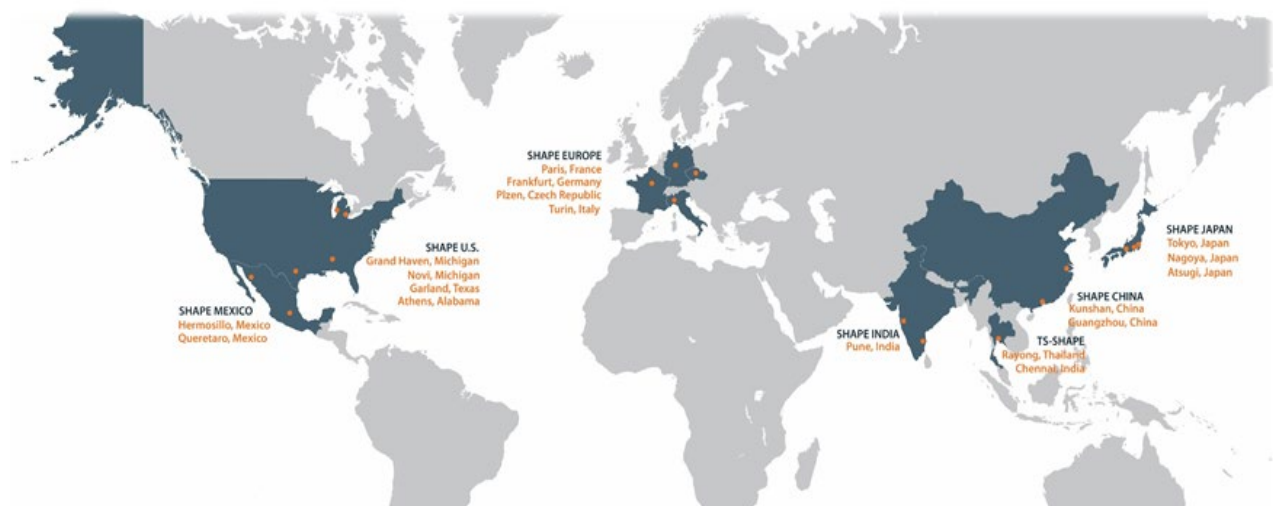 SHAPE EUROPE
Paris, France
Frankfurt, Germany
Plzen, Czech Republic
Turin, Italy
SHAPE U.S.
Grand Haven, Michigan
Novi, Michigan
Garland, Texas
Athens, Alabama
SHAPE MEXICO
Hermosillo, Mexico
Queretaro, Mexico
SHAPE JAPAN
Tokyo, Japan
Nagoya, Japan
Atsugi, Japan
SHAPE CHINA
Kunshan, China
Guangzhou, China
SHAPE INDIA
Pune, India
TS-SHAPE
Rayong, Thailand
Chennai, India